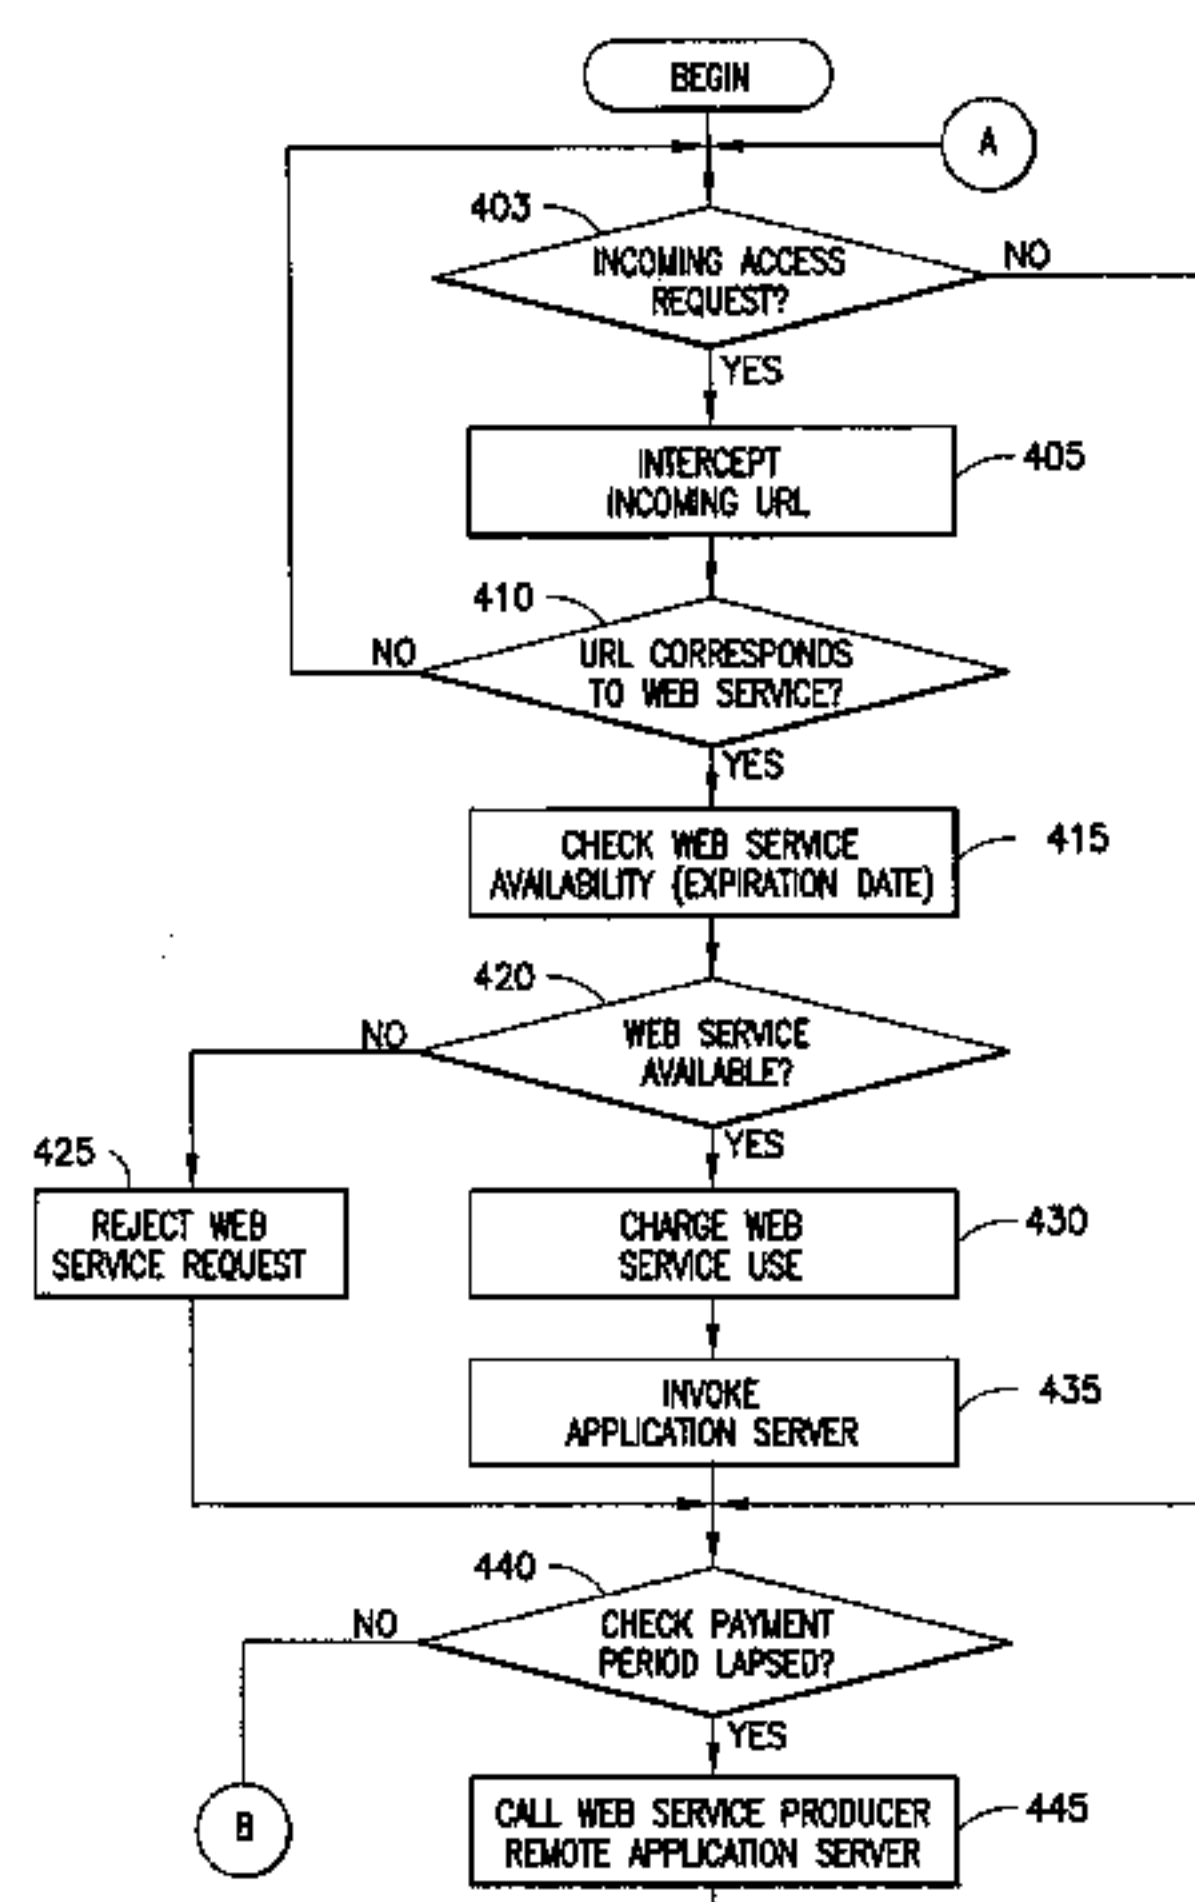 BEGIN
A
403
INCOMING ACCESS
REQUEST?
NO
YES
INTERCEPT
INCOMING URL
405
410
NO
URL CORRESPONDS
TO WEB SERVICE?
YES
CHECK WEB SERVICE
AVAILABILITY (EXPIRATION DATE)
415
420
NO
WEB SERVICE
AVAILABLE?
YES
425
REJECT WEB
SERVICE REQUEST
CHARGE WEB
SERVICE USE
430
INVOKE
APPLICATION SERVER
435
440
NO
CHECK PAYMENT
PERIOD LAPSED?
YES
B
CALL WEB SERVICE PRODUCER
REMOTE APPLICATION SERVER
445